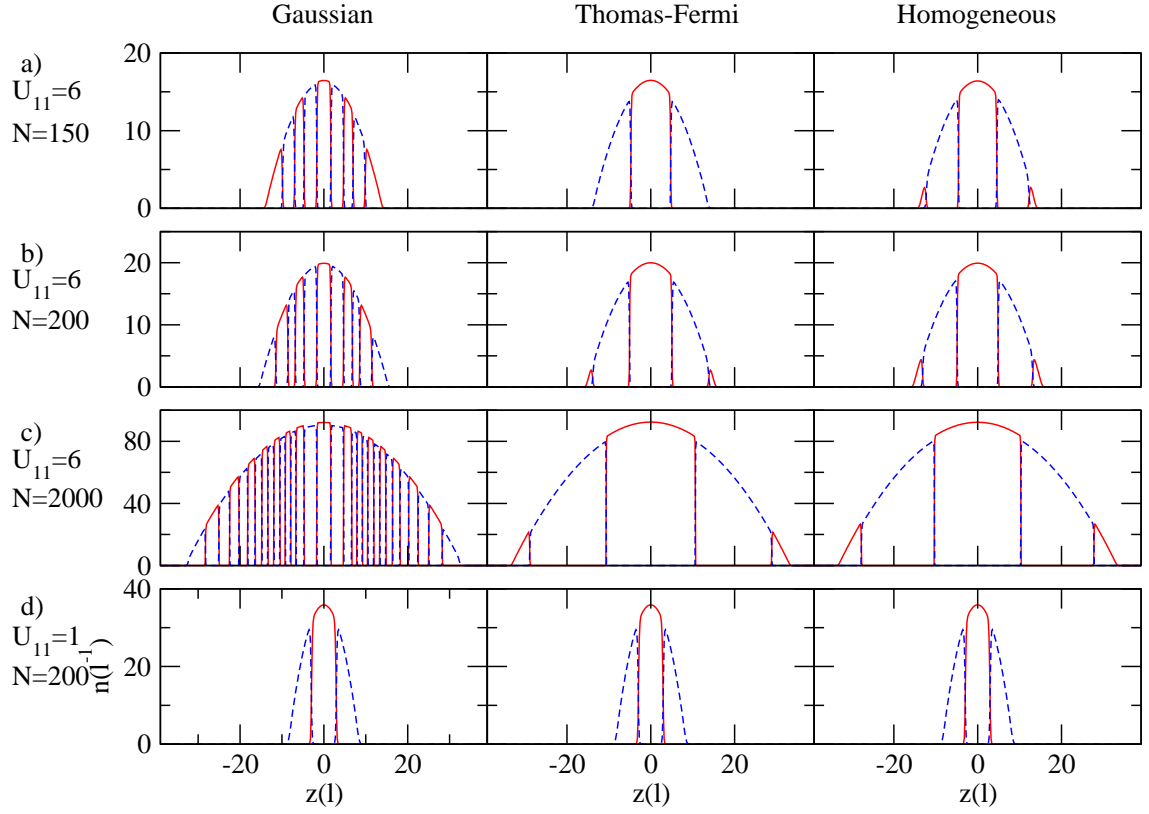 Gaussian Thomas-Fermi Homogeneous
a)
U11=6
N=150
20
10
0
b)
U11=6
N=200
20
10
0
c)
U11=6
N=2000
80
40
0
d)
U11=1
N=200
n(l-1)
40
20
0
-20 0 20 -20 0 20 -20 0 20
z(l) z(l) z(l)